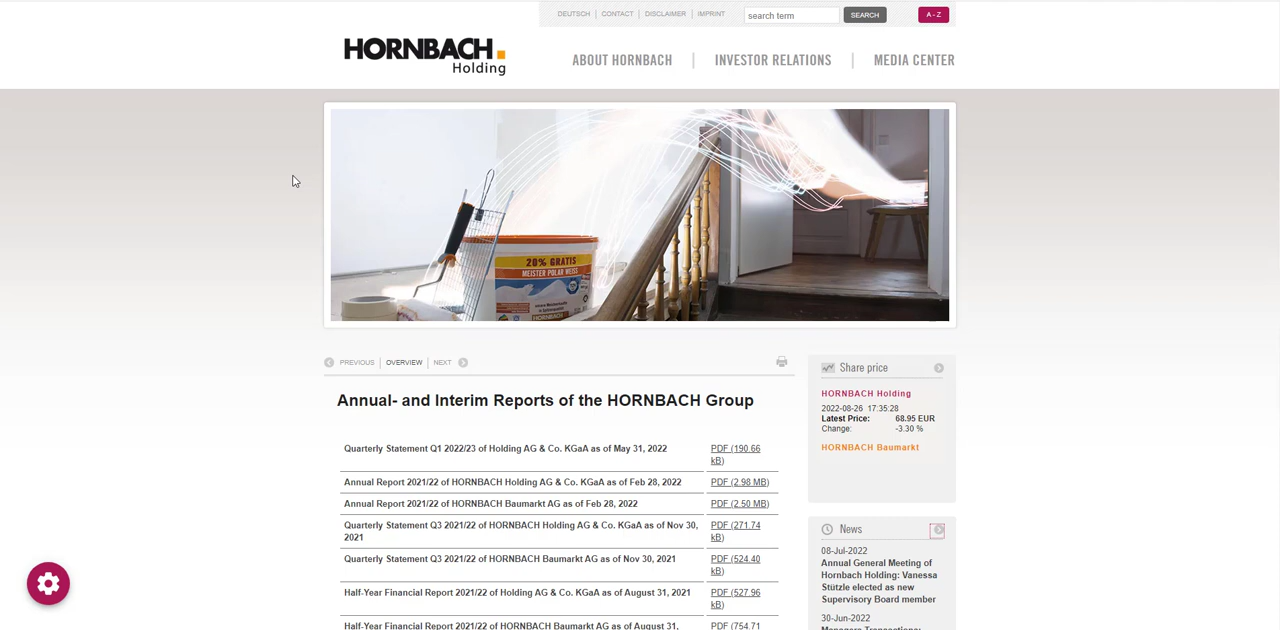 DEUTSCH | CONTACT | DISCLAIMER | IMPRINT
search term
SEARCH
A - Z
HORNBACH
Holding
ABOUT HORNBACH | INVESTOR RELATIONS | MEDIA CENTER
20% GRATIS
MEISTER POLAR WEISS
HORNBACH
PREVIOUS | OVERVIEW | NEXT
Annual- and Interim Reports of the HORNBACH Group
Quarterly Statement Q1 2022/23 of Holding AG & Co. KGaA as of May 31, 2022
PDF (190.66
kB)
Annual Report 2021/22 of HORNBACH Holding AG & Co. KGaA as of Feb 28, 2022
PDF (2.98 MB)
Annual Report 2021/22 of HORNBACH Baumarkt AG as of Feb 28, 2022
PDF (2.50 MB)
Quarterly Statement Q3 2021/22 of HORNBACH Holding AG & Co. KGaA as of Nov 30,
2021
PDF (271.74
kB)
Quarterly Statement Q3 2021/22 of HORNBACH Baumarkt AG as of Nov 30, 2021
PDF (524.40
kB)
Half-Year Financial Report 2021/22 of Holding AG & Co. KGaA as of August 31, 2021
PDF (527.96
kB)
Half-Year Financial Report 2021/22 of HORNBACH Baumarkt AG as of August 31,
PDF (754.71
Share price
HORNBACH Holding
2022-08-26 17:35:28
Latest Price: 68.95 EUR
Change: -3.30 %
HORNBACH Baumarkt
News
08-Jul-2022
Annual General Meeting of
Hornbach Holding: Vanessa
Stützle elected as new
Supervisory Board member
30-Jun-2022
Managers Transactions: